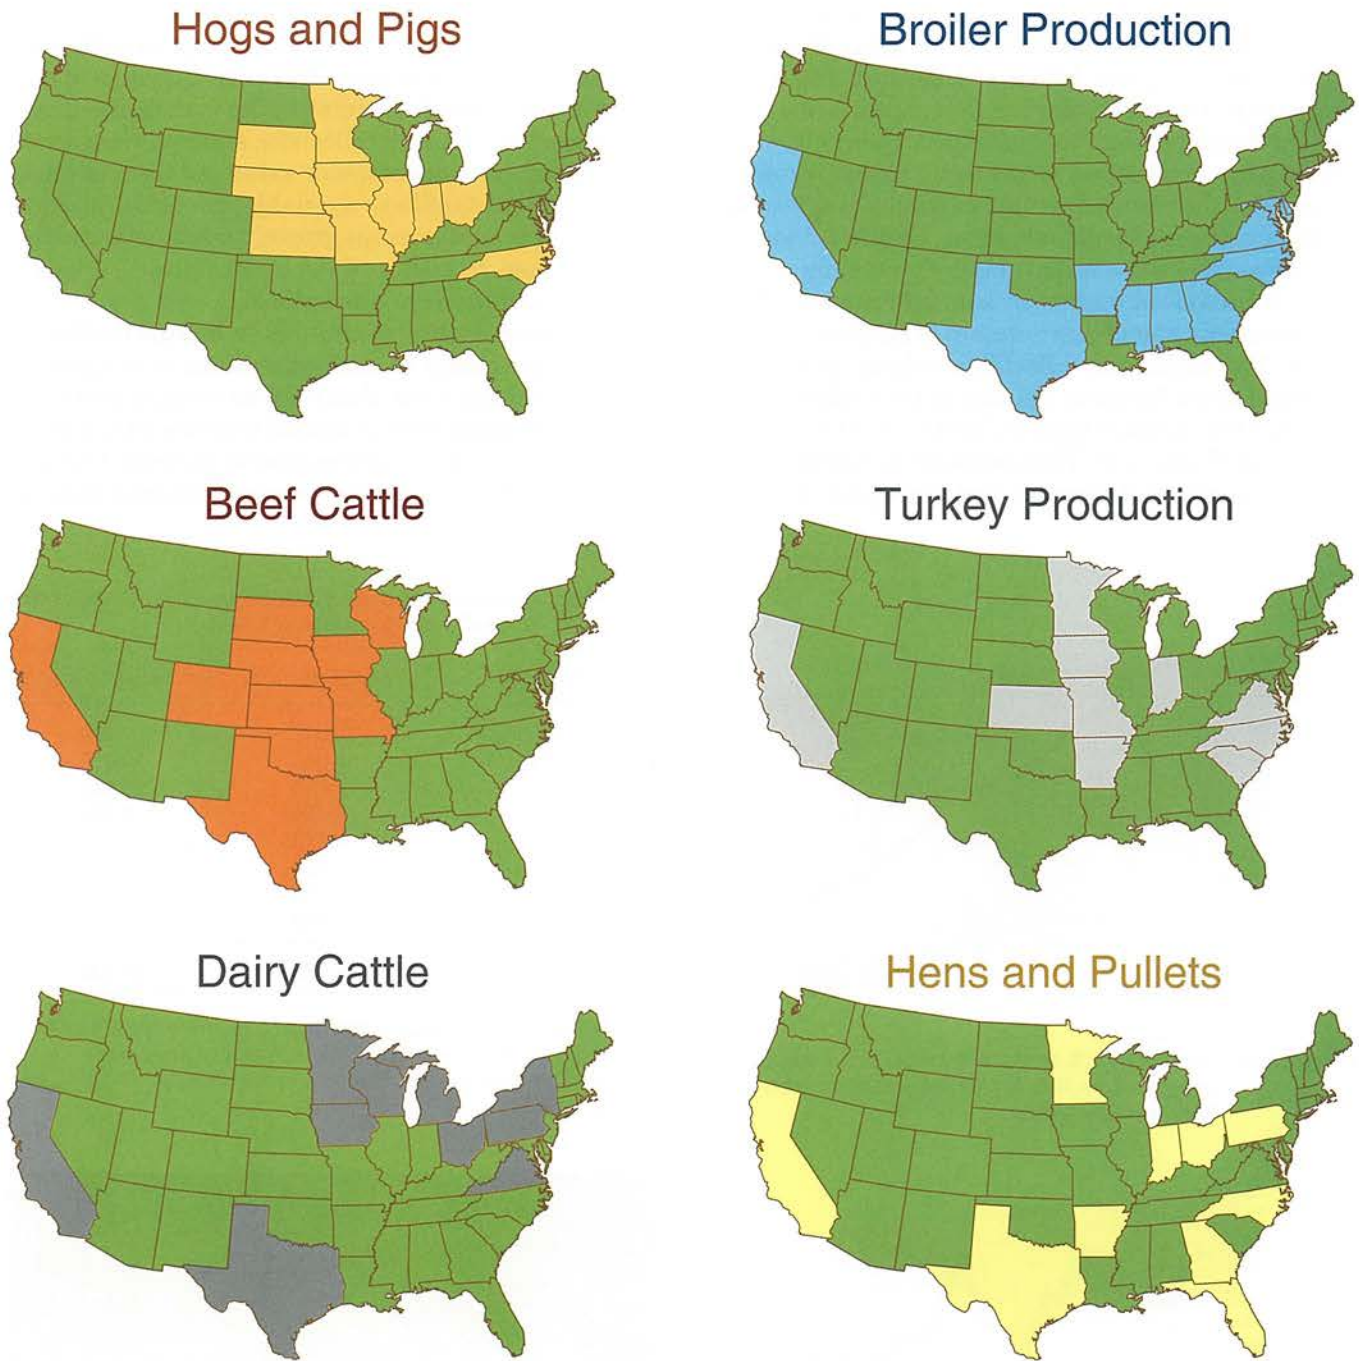 Hogs and Pigs
Broiler Production
Beef Cattle
Turkey Production
Dairy Cattle
Hens and Pullets